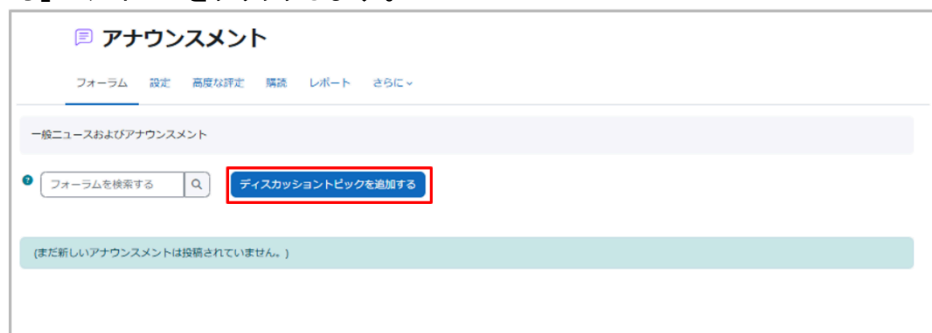 アナウンスメント
フォーラム 設定 高度な評定 購読 レポート さらに
一般ニュースおよびアナウンスメント
フォーラムを検索する ディスカッショントピックを追加する
(まだ新しいアナウンスメントは投稿されていません。)